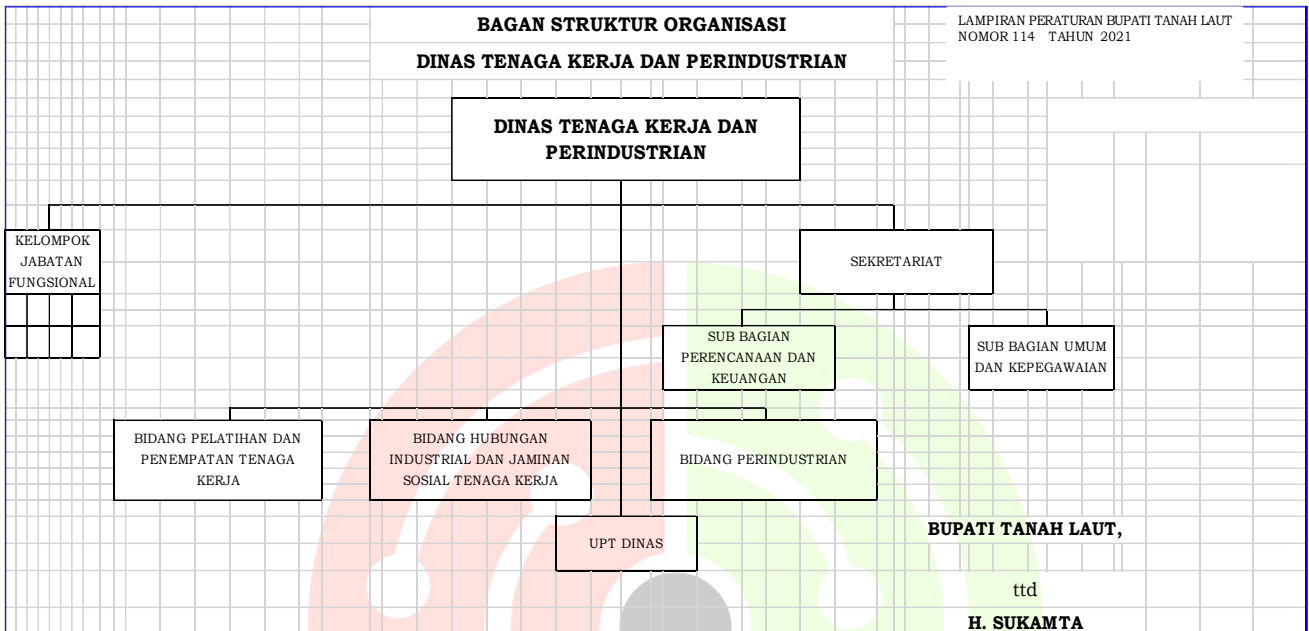 BAGAN STRUKTUR ORGANISASI
DINAS TENAGA KERJA DAN PERINDUSTRIAN
LAMPIRAN PERATURAN BUPATI TANAH LAUT
NOMOR 114 TAHUN 2021
DINAS TENAGA KERJA DAN
PERINDUSTRIAN
KELOMPOK
JABATAN
FUNGSIONAL
SEKRETARIAT
SUB BAGIAN
PERENCANAAN DAN
KEUANGAN
SUB BAGIAN UMUM
DAN KEPEGAWAIAN
BIDANG PELATIHAN DAN
PENEMPATAN TENAGA
KERJA
BIDANG HUBUNGAN
INDUSTRIAL DAN JAMINAN
SOSIAL TENAGA KERJA
BIDANG PERINDUSTRIAN
UPT DINAS
BUPATI TANAH LAUT,
ttd
H. SUKAMTA